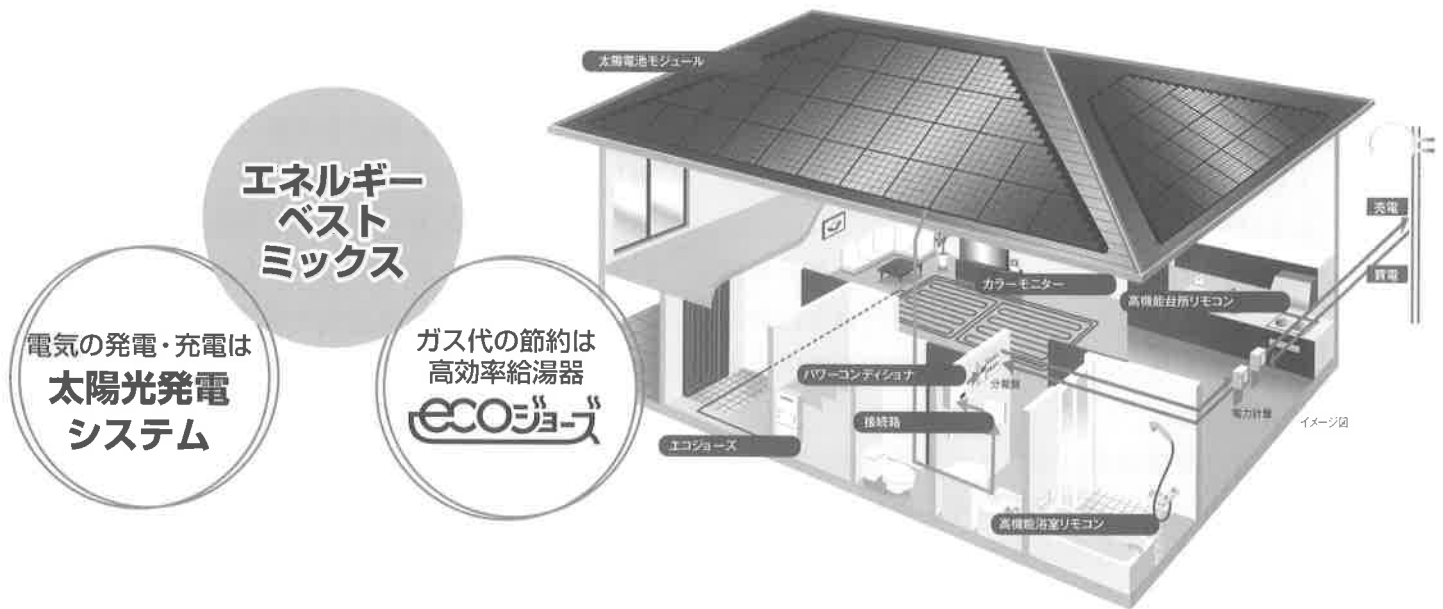 エネルギー
ベスト
ミックス
電気の発電・充電は
太陽光発電
システム
ガス代の節約は
高効率給湯器
ecoジョーズ
太陽電池モジュール
カラーモニター
高機能台所リモコン
売電
買電
パワーコンディショナ
分電盤
接続箱
エコジョーズ
電力計量
イメージ図
高機能浴室リモコン